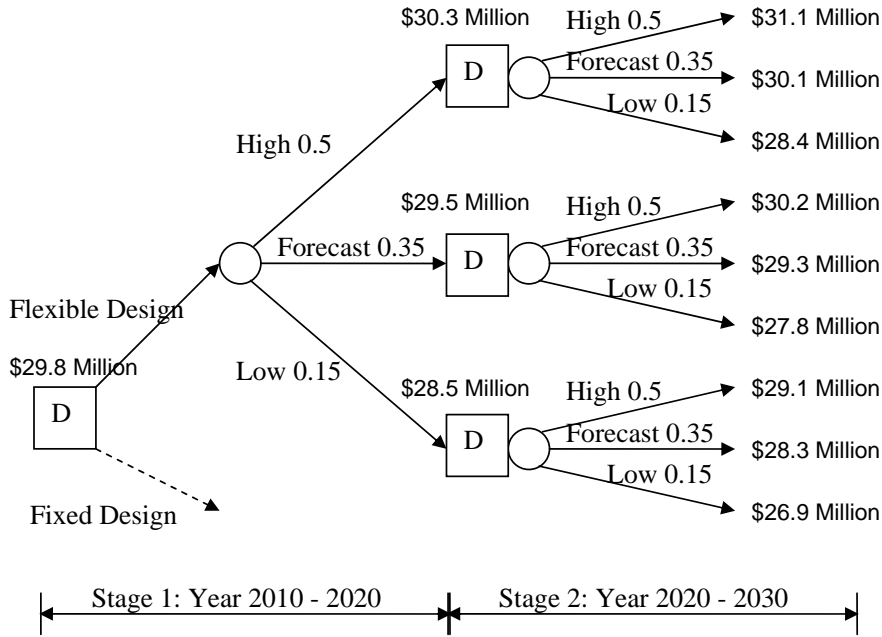 $30.3 Million
High 0.5
$31.1 Million
D
Forecast 0.35
$30.1 Million
Low 0.15
$28.4 Million
High 0.5
$29.5 Million
High 0.5
$30.2 Million
Forecast 0.35
D
Forecast 0.35
$29.3 Million
Low 0.15
$27.8 Million
Flexible Design
$29.8 Million
D
Low 0.15
$28.5 Million
High 0.5
$29.1 Million
D
Forecast 0.35
$28.3 Million
Low 0.15
$26.9 Million
Fixed Design
Stage 1: Year 2010 - 2020
Stage 2: Year 2020 - 2030